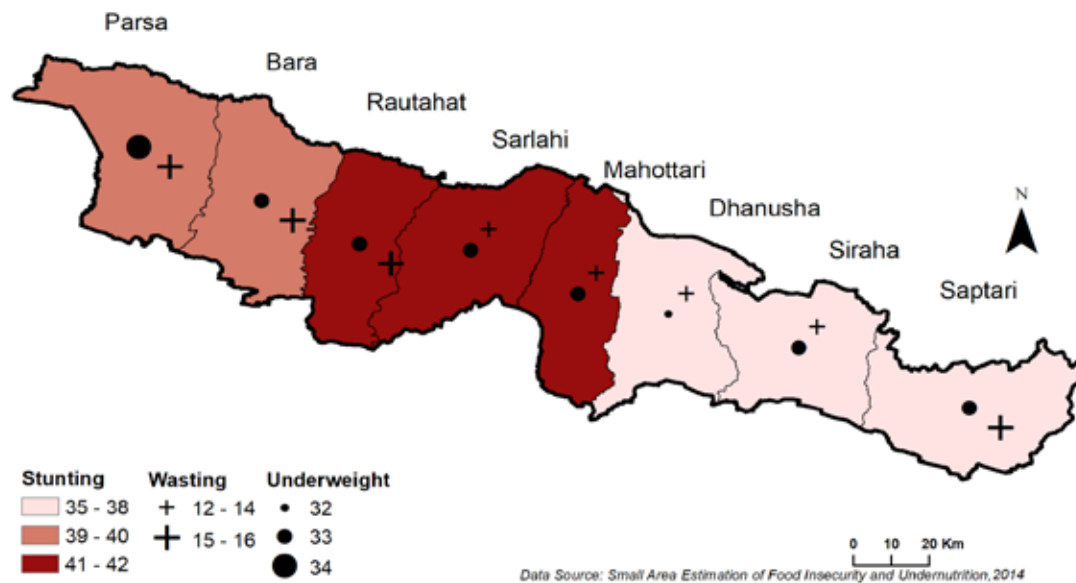 Parsa
Bara
Rautahat
Sarlahi
Mahottari
Dhanusha
Siraha
Saptari
N
Stunting
35 - 38
39 - 40
41 - 42
Wasting
12 - 14
15 - 16
Underweight
32
33
34
0 10 20 Km
Data Source: Small Area Estimation of Food Insecurity and Undernutrition, 2014